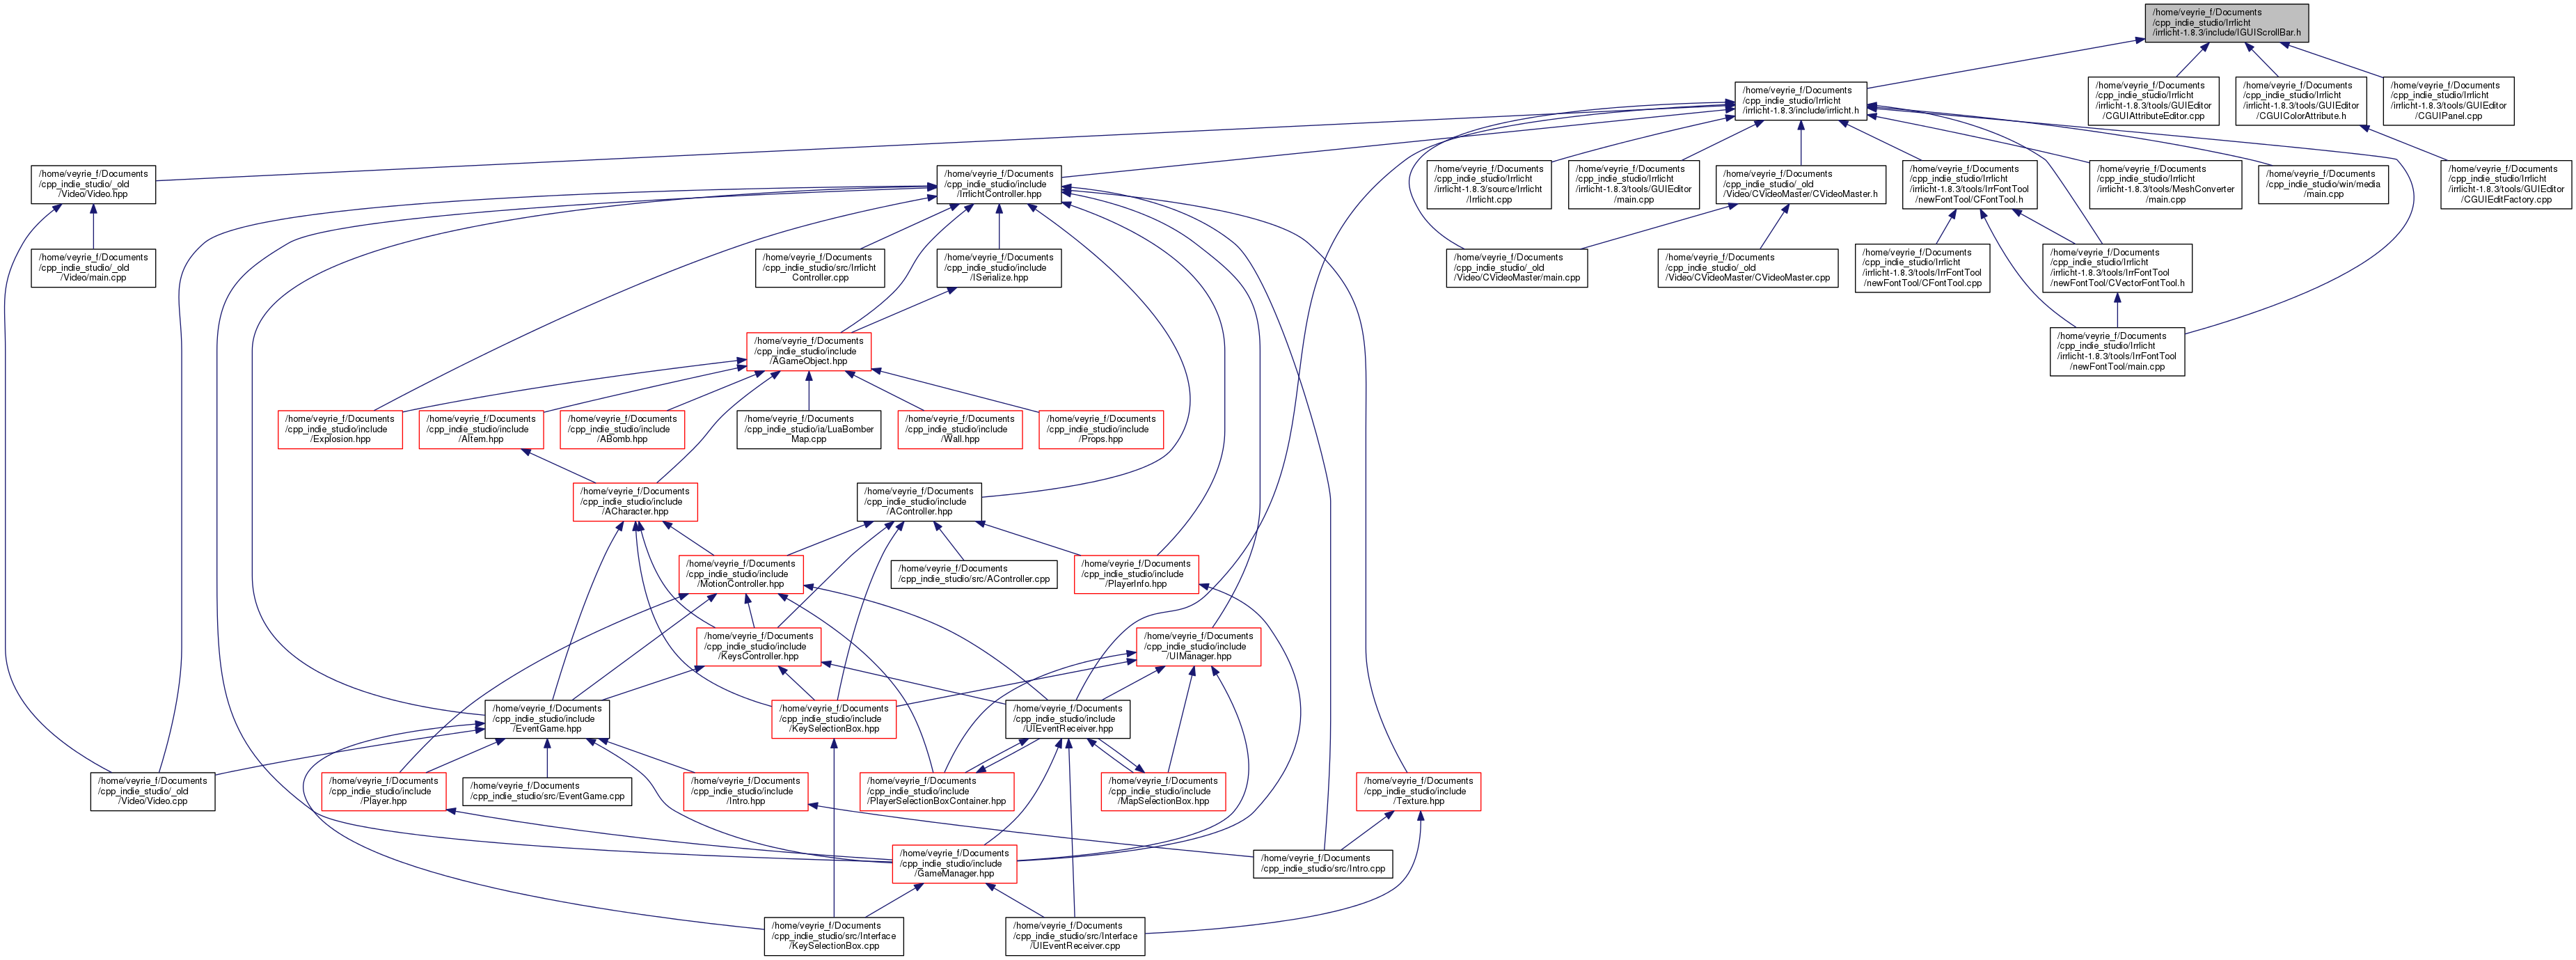 /home/veyrie_f/Documents
/cpp_indie_studio/Irrlicht
/irrlicht-1.8.3/include/IGUIScrollBar.h
/home/veyrie_f/Documents
/cpp_indie_studio/Irrlicht
/irrlicht-1.8.3/include/irrlicht.h
/home/veyrie_f/Documents
/cpp_indie_studio/Irrlicht
/irrlicht-1.8.3/tools/GUIEditor
/CGUIAttributeEditor.cpp
/home/veyrie_f/Documents
/cpp_indie_studio/Irrlicht
/irrlicht-1.8.3/tools/GUIEditor
/CGUIColorAttribute.h
/home/veyrie_f/Documents
/cpp_indie_studio/Irrlicht
/irrlicht-1.8.3/tools/GUIEditor
/CGUIPanel.cpp
/home/veyrie_f/Documents
/cpp_indie_studio/_old
/Video/Video.hpp
/home/veyrie_f/Documents
/cpp_indie_studio/include
/IrrlichtController.hpp
/home/veyrie_f/Documents
/cpp_indie_studio/Irrlicht
/irrlicht-1.8.3/source/Irrlicht
/Irrlicht.cpp
/home/veyrie_f/Documents
/cpp_indie_studio/Irrlicht
/irrlicht-1.8.3/tools/GUIEditor
/main.cpp
/home/veyrie_f/Documents
/cpp_indie_studio/_old
/Video/CVideoMaster/CVideoMaster.h
/home/veyrie_f/Documents
/cpp_indie_studio/Irrlicht
/irrlicht-1.8.3/tools/IrrFontTool
/newFontTool/CFontTool.h
/home/veyrie_f/Documents
/cpp_indie_studio/Irrlicht
/irrlicht-1.8.3/tools/MeshConverter
/main.cpp
/home/veyrie_f/Documents
/cpp_indie_studio/win/media
/main.cpp
/home/veyrie_f/Documents
/cpp_indie_studio/Irrlicht
/irrlicht-1.8.3/tools/GUIEditor
/CGUIEditFactory.cpp
/home/veyrie_f/Documents
/cpp_indie_studio/_old
/Video/main.cpp
/home/veyrie_f/Documents
/cpp_indie_studio/src/Irrlicht
Controller.cpp
/home/veyrie_f/Documents
/cpp_indie_studio/include
/ISerialize.hpp
/home/veyrie_f/Documents
/cpp_indie_studio/_old
/Video/CVideoMaster/main.cpp
/home/veyrie_f/Documents
/cpp_indie_studio/_old
/Video/CVideoMaster/CVideoMaster.cpp
/home/veyrie_f/Documents
/cpp_indie_studio/Irrlicht
/irrlicht-1.8.3/tools/IrrFontTool
/newFontTool/CFontTool.cpp
/home/veyrie_f/Documents
/cpp_indie_studio/Irrlicht
/irrlicht-1.8.3/tools/IrrFontTool
/newFontTool/CVectorFontTool.h
/home/veyrie_f/Documents
/cpp_indie_studio/include
/AGameObject.hpp
/home/veyrie_f/Documents
/cpp_indie_studio/Irrlicht
/irrlicht-1.8.3/tools/IrrFontTool
/newFontTool/main.cpp
/home/veyrie_f/Documents
/cpp_indie_studio/include
/Explosion.hpp
/home/veyrie_f/Documents
/cpp_indie_studio/include
/AItem.hpp
/home/veyrie_f/Documents
/cpp_indie_studio/include
/ABomb.hpp
/home/veyrie_f/Documents
/cpp_indie_studio/ia/LuaBomber
Map.cpp
/home/veyrie_f/Documents
/cpp_indie_studio/include
/Wall.hpp
/home/veyrie_f/Documents
/cpp_indie_studio/include
/Props.hpp
/home/veyrie_f/Documents
/cpp_indie_studio/include
/ACharacter.hpp
/home/veyrie_f/Documents
/cpp_indie_studio/include
/AController.hpp
/home/veyrie_f/Documents
/cpp_indie_studio/include
/MotionController.hpp
/home/veyrie_f/Documents
/cpp_indie_studio/src/AController.cpp
/home/veyrie_f/Documents
/cpp_indie_studio/include
/PlayerInfo.hpp
/home/veyrie_f/Documents
/cpp_indie_studio/include
/KeysController.hpp
/home/veyrie_f/Documents
/cpp_indie_studio/include
/UIManager.hpp
/home/veyrie_f/Documents
/cpp_indie_studio/include
/EventGame.hpp
/home/veyrie_f/Documents
/cpp_indie_studio/include
/KeySelectionBox.hpp
/home/veyrie_f/Documents
/cpp_indie_studio/include
/UIEventReceiver.hpp
/home/veyrie_f/Documents
/cpp_indie_studio/_old
/Video/Video.cpp
/home/veyrie_f/Documents
/cpp_indie_studio/include
/Player.hpp
/home/veyrie_f/Documents
/cpp_indie_studio/src/EventGame.cpp
/home/veyrie_f/Documents
/cpp_indie_studio/include
/Intro.hpp
/home/veyrie_f/Documents
/cpp_indie_studio/include
/PlayerSelectionBoxContainer.hpp
/home/veyrie_f/Documents
/cpp_indie_studio/include
/MapSelectionBox.hpp
/home/veyrie_f/Documents
/cpp_indie_studio/include
/Texture.hpp
/home/veyrie_f/Documents
/cpp_indie_studio/include
/GameManager.hpp
/home/veyrie_f/Documents
/cpp_indie_studio/src/Intro.cpp
/home/veyrie_f/Documents
/cpp_indie_studio/src/Interface
/KeySelectionBox.cpp
/home/veyrie_f/Documents
/cpp_indie_studio/src/Interface
/UIEventReceiver.cpp